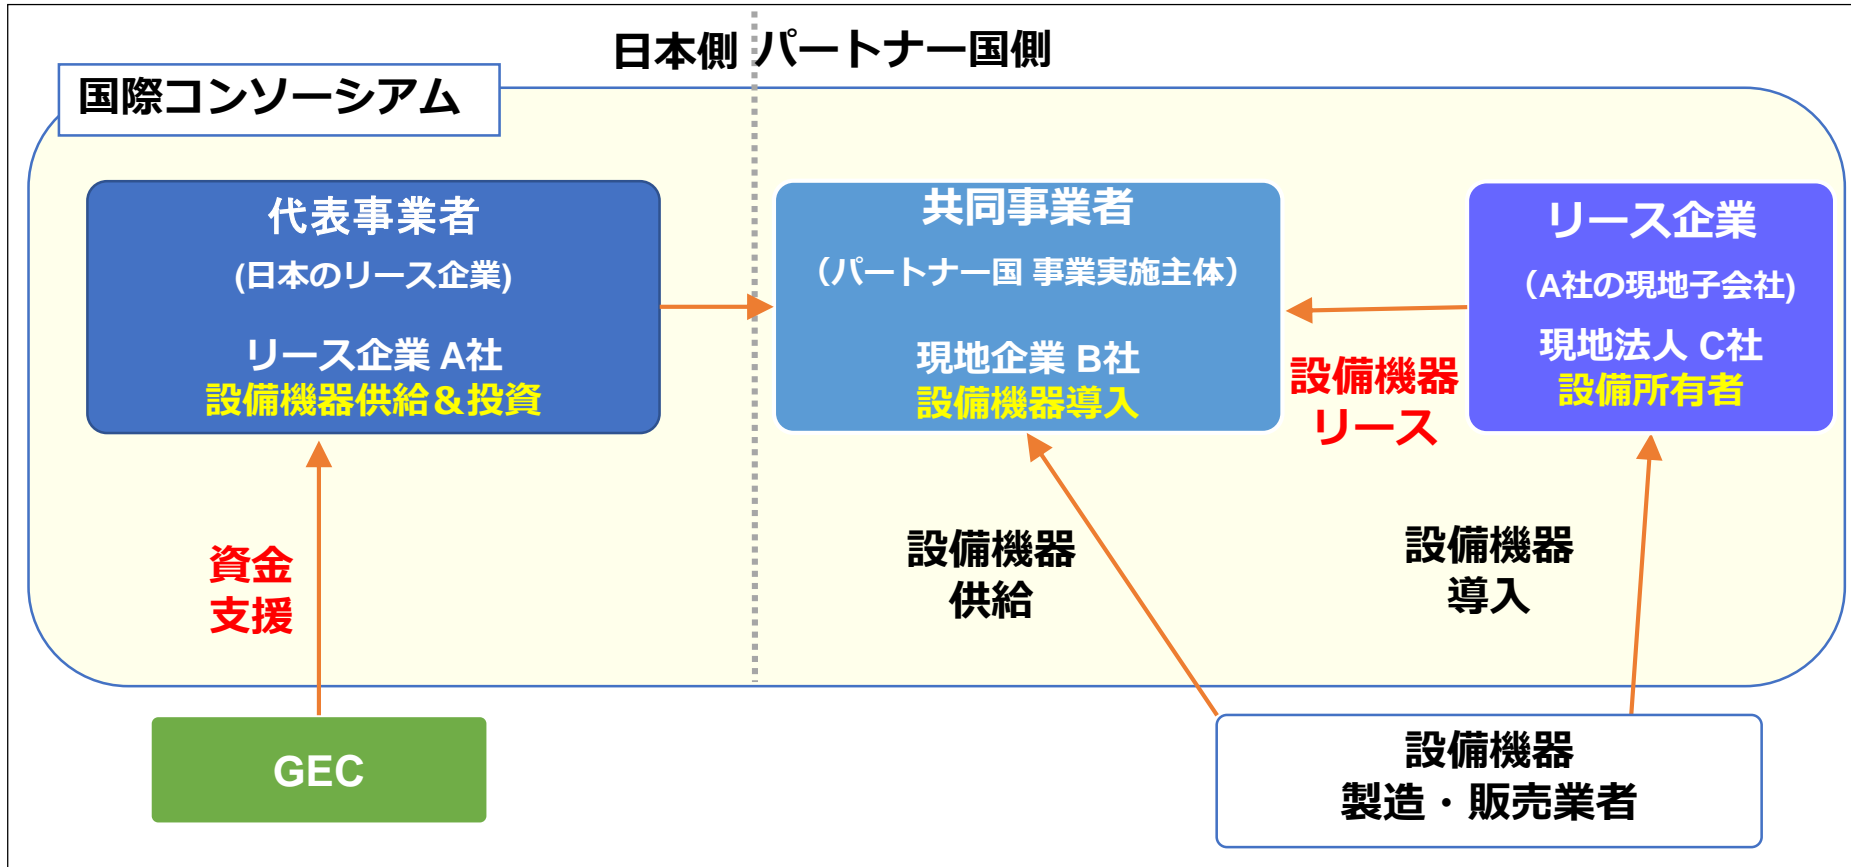 日本側
パートナー国側
国際コンソーシアム
代表事業者
(日本のリース企業)
リース企業 A社
設備機器供給＆投資
共同事業者
（パートナー国 事業実施主体）
現地企業 B社
設備機器導入
設備機器
リース
リース企業
（A社の現地子会社)
現地法人 C社
設備所有者
資金
支援
設備機器
供給
設備機器
導入
GEC
設備機器
製造・販売業者